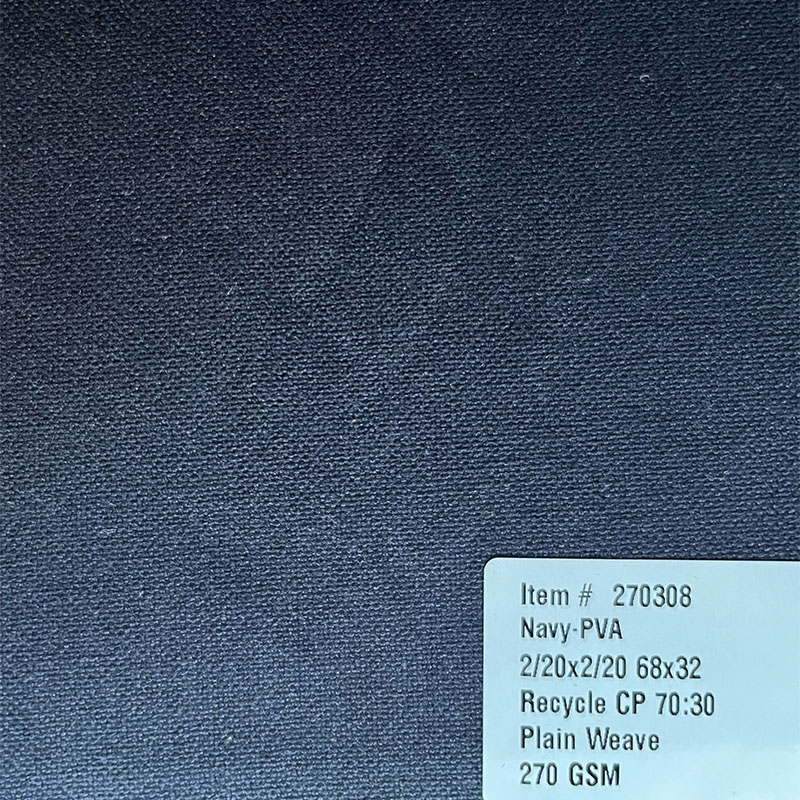 Item # 270308
Navy-PVA
2/20x2/20 68x32
Recycle CP 70:30
Plain Weave
270 GSM